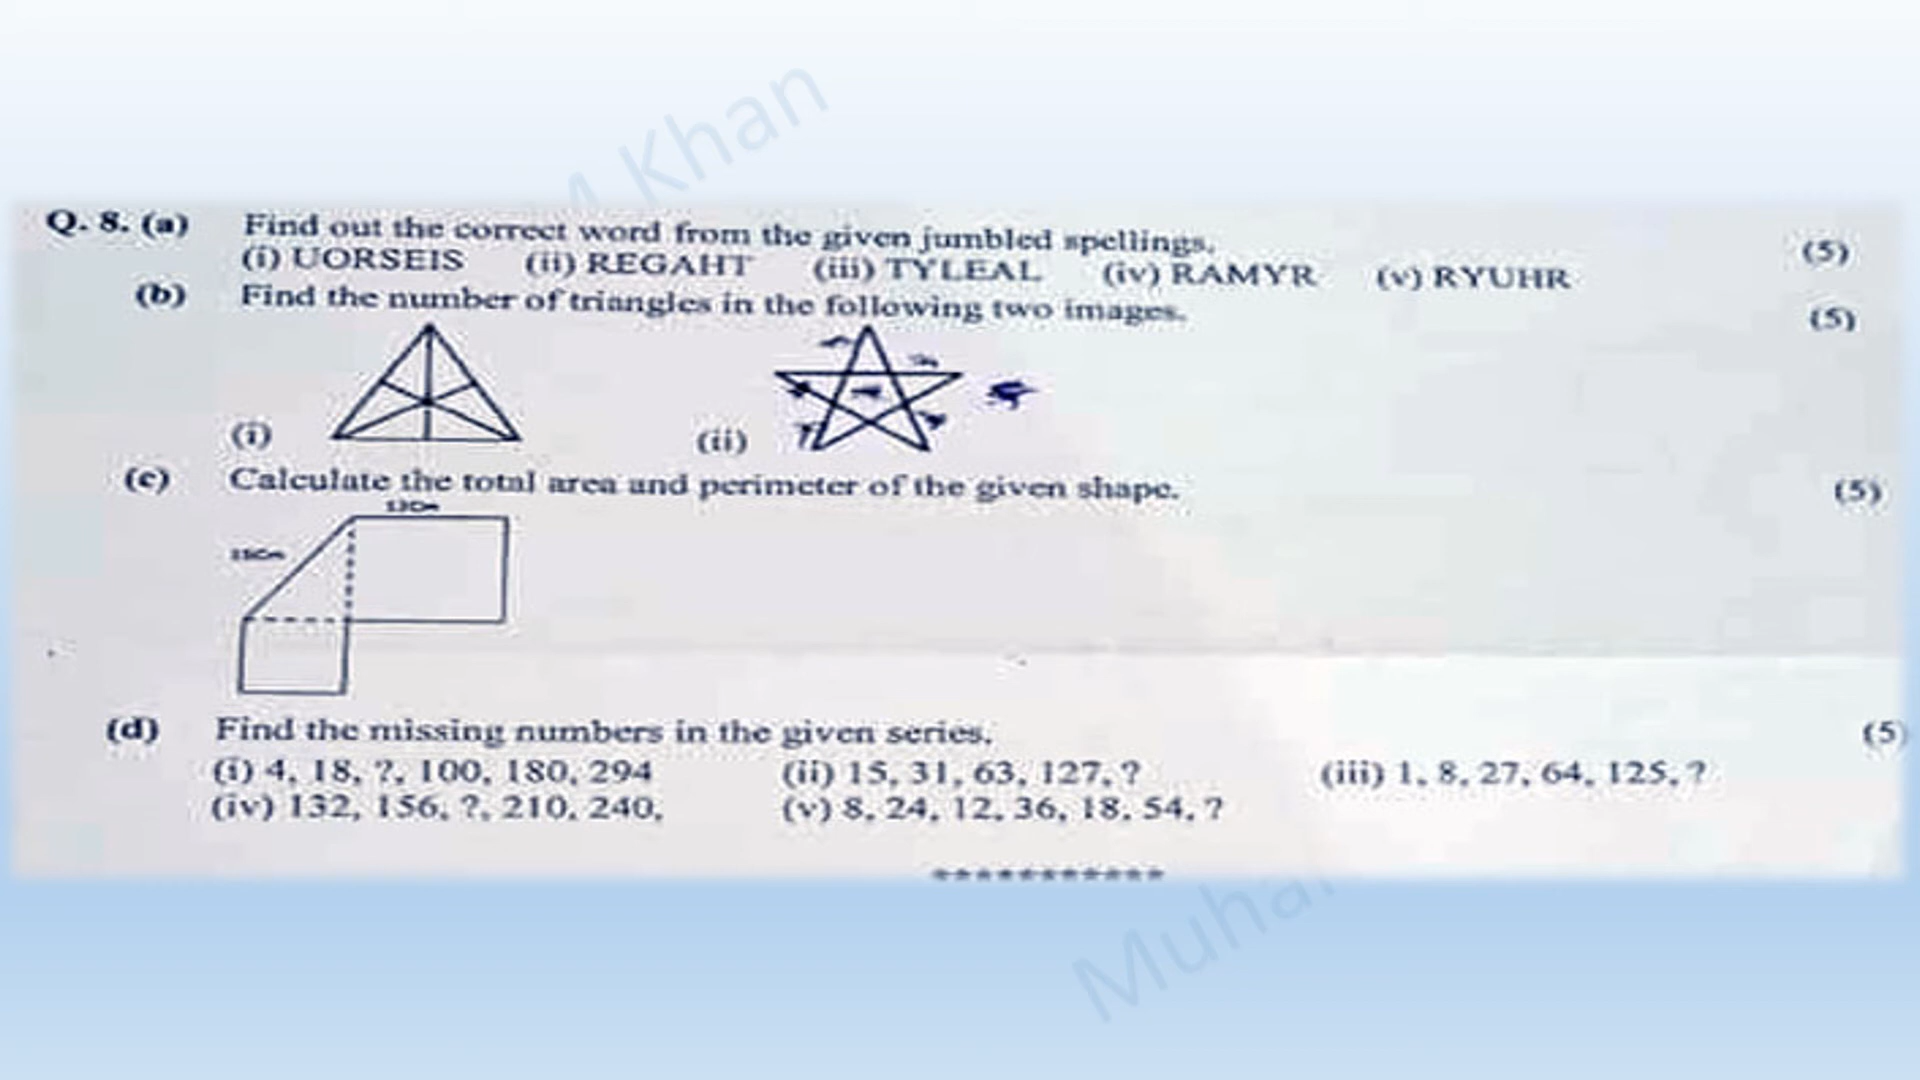 M Khan
Q. 8. (a) Find out the correct word from the given jumbled spellings. (5)
(i) UORSEIS (ii) REGAHT (iii) TYLEAL (iv) RAMYR (v) RYUHR
(b) Find the number of triangles in the following two images. (5)
(i) (ii)
(c) Calculate the total area and perimeter of the given shape. (5)
(d) Find the missing numbers in the given series. (5)
(i) 4, 18, ?, 100, 180, 294 (ii) 15, 31, 63, 127, ? (iii) 1, 8, 27, 64, 125, ?
(iv) 132, 156, ?, 210, 240, (v) 8, 24, 12, 36, 18, 54, ?
***********
Muha